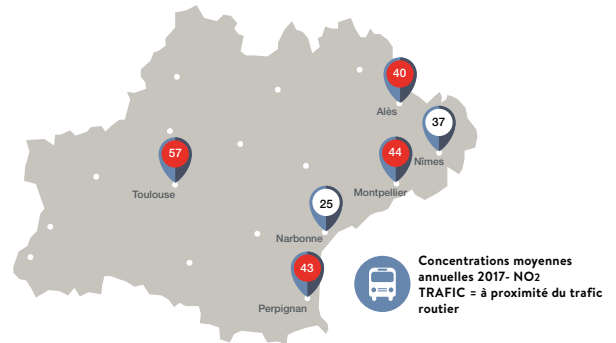 57
Toulouse
40
Alès
37
Nîmes
44
Montpellier
25
Narbonne
43
Perpignan
Concentrations moyennes
annuelles 2017- NO2
TRAFIC = à proximité du trafic
routier